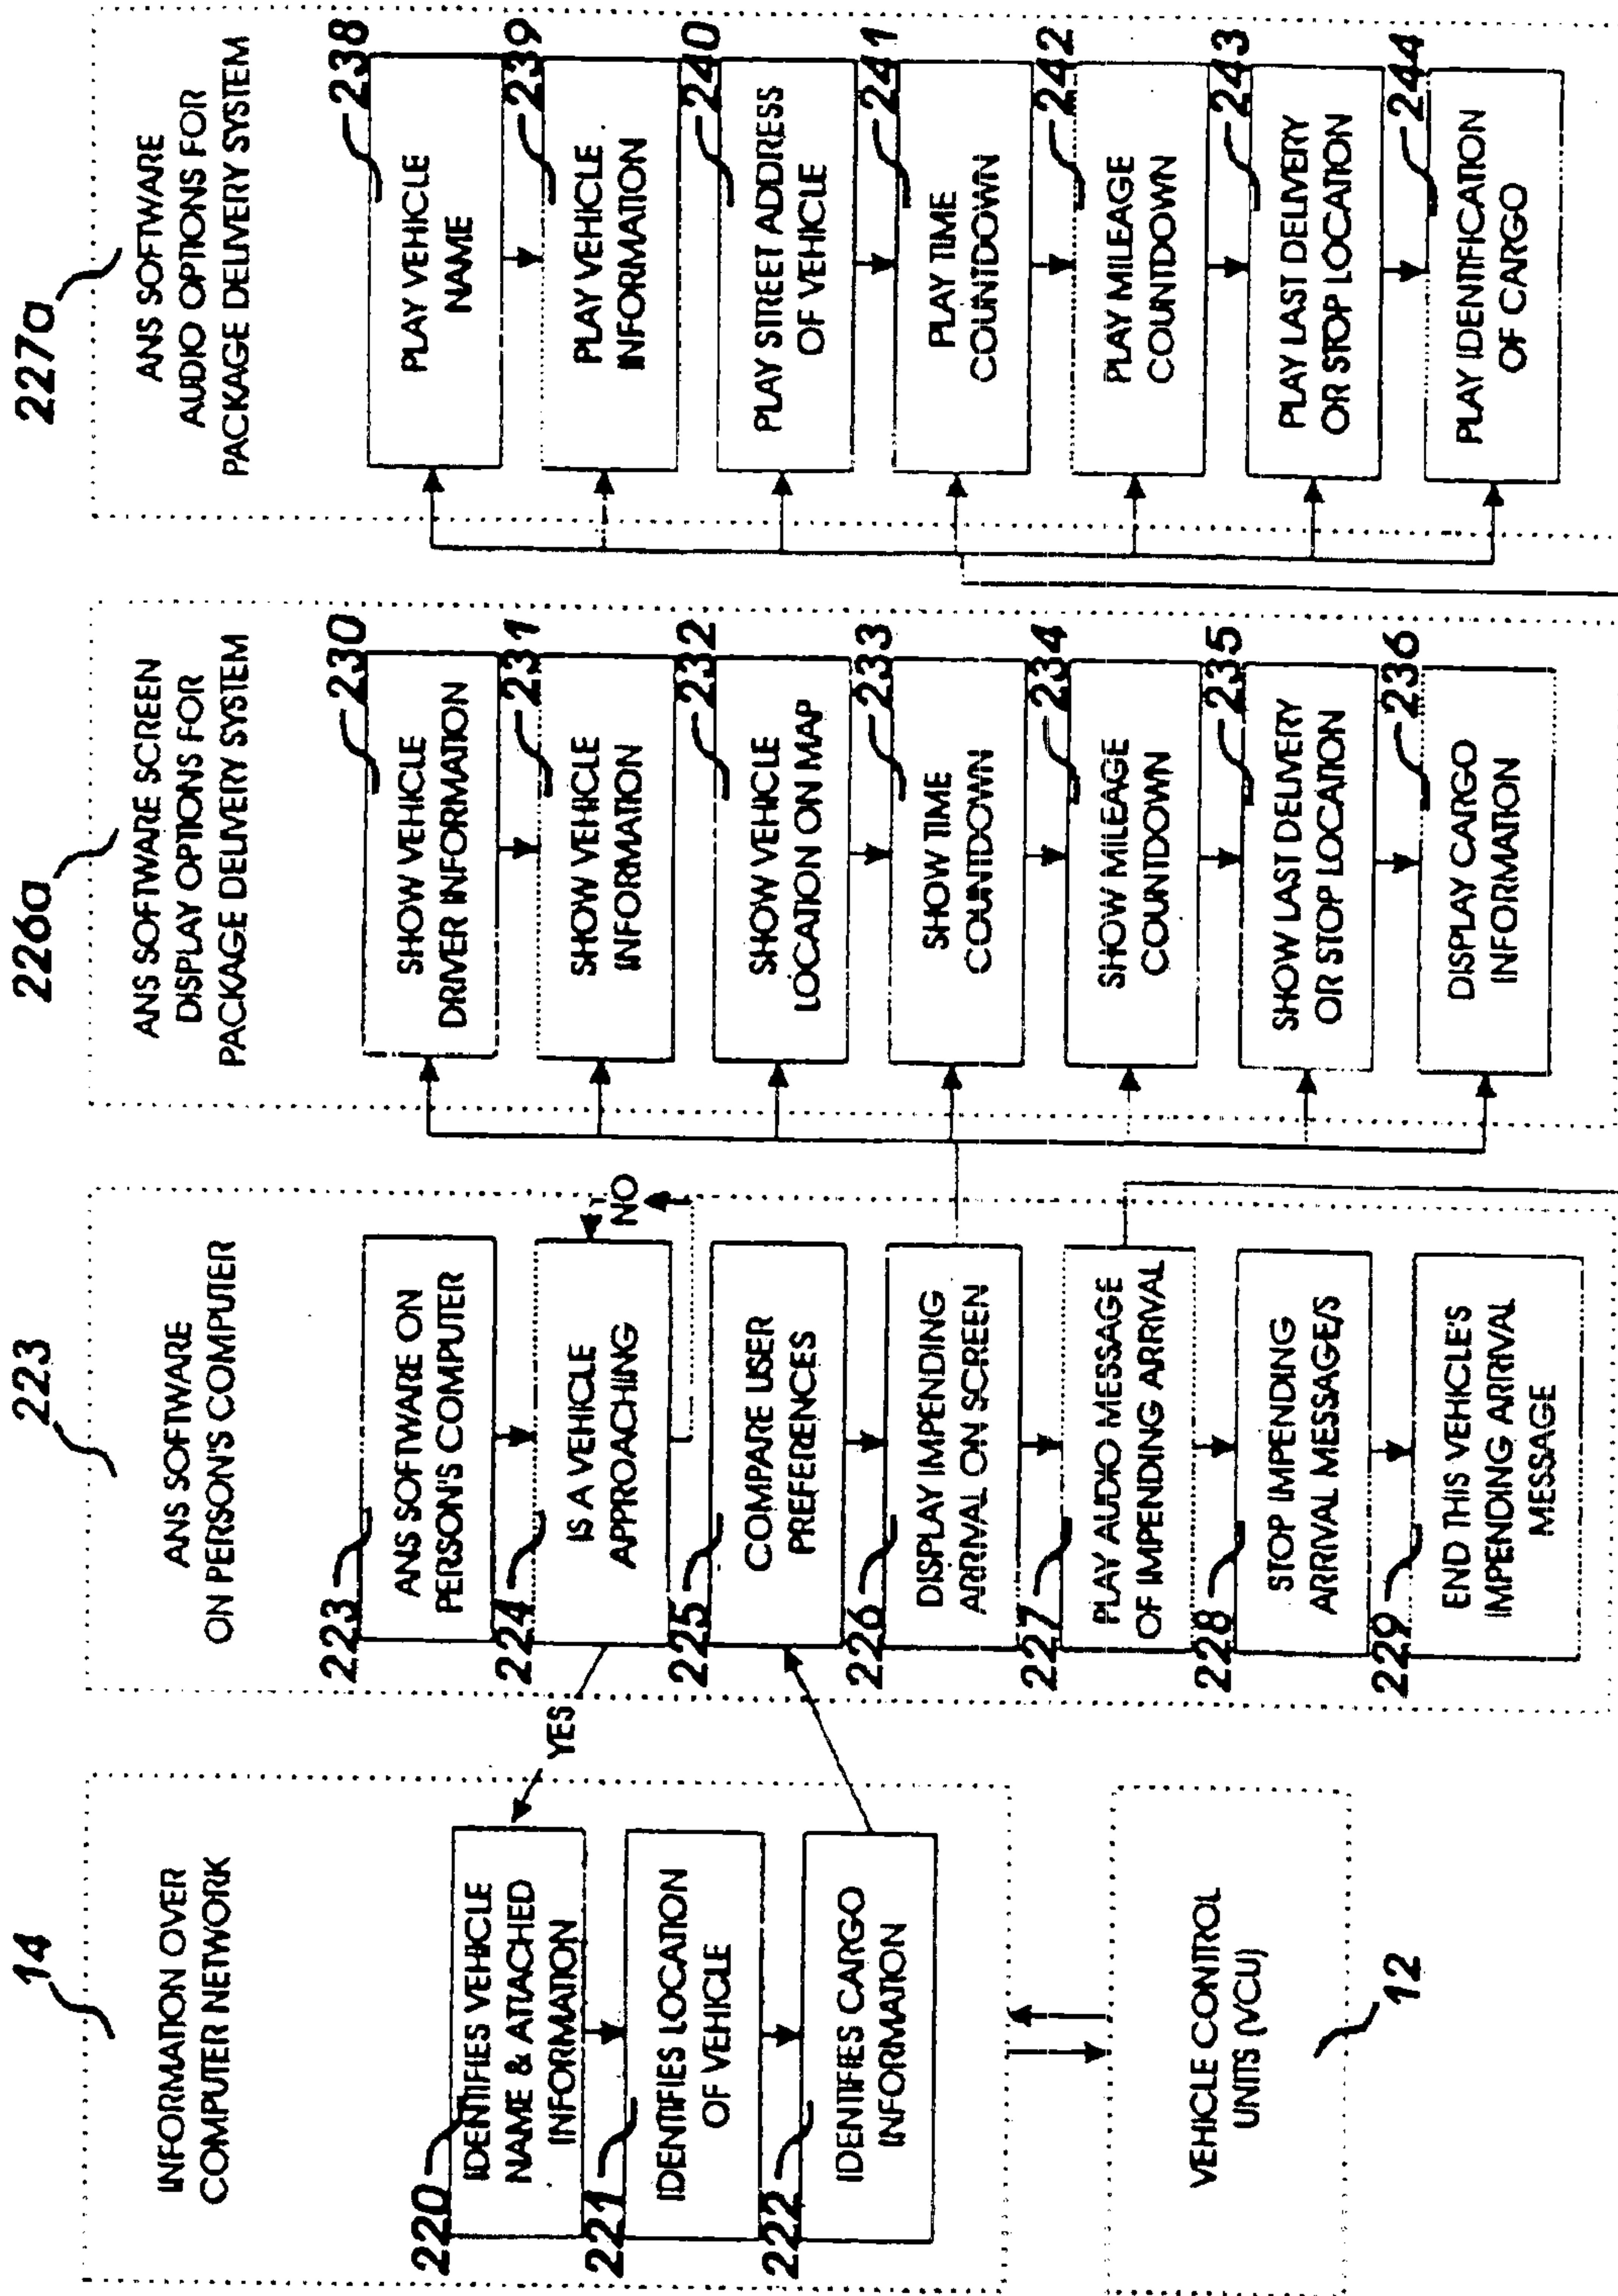 14
INFORMATION OVER
COMPUTER NETWORK
220
IDENTIFIES VEHICLE
NAME & ATTACHED
INFORMATION
221
IDENTIFIES LOCATION
OF VEHICLE
222
IDENTIFIES CARGO
INFORMATION
VEHICLE CONTROL
UNITS (VCU)
12
YES
223
ANS SOFTWARE
ON PERSON'S COMPUTER
223
ANS SOFTWARE ON
PERSON'S COMPUTER
224
IS A VEHICLE
APPROACHING
NO
225
COMPARE USER
PREFERENCES
226
DISPLAY IMPENDING
ARRIVAL ON SCREEN
227
PLAY AUDIO MESSAGE
OF IMPENDING ARRIVAL
228
STOP IMPENDING
ARRIVAL MESSAGE/S
229
END THIS VEHICLE'S
IMPENDING ARRIVAL
MESSAGE
226a
ANS SOFTWARE SCREEN
DISPLAY OPTIONS FOR
PACKAGE DELIVERY SYSTEM
230
SHOW VEHICLE
DRIVER INFORMATION
231
SHOW VEHICLE
INFORMATION
232
SHOW VEHICLE
LOCATION ON MAP
233
SHOW TIME
COUNTDOWN
234
SHOW MILEAGE
COUNTDOWN
235
SHOW LAST DELIVERY
OR STOP LOCATION
236
DISPLAY CARGO
INFORMATION
227a
ANS SOFTWARE
AUDIO OPTIONS FOR
PACKAGE DELIVERY SYSTEM
238
PLAY VEHICLE
NAME
239
PLAY VEHICLE
INFORMATION
240
PLAY STREET ADDRESS
OF VEHICLE
241
PLAY TIME
COUNTDOWN
242
PLAY MILEAGE
COUNTDOWN
243
PLAY LAST DELIVERY
OR STOP LOCATION
244
PLAY IDENTIFICATION
OF CARGO